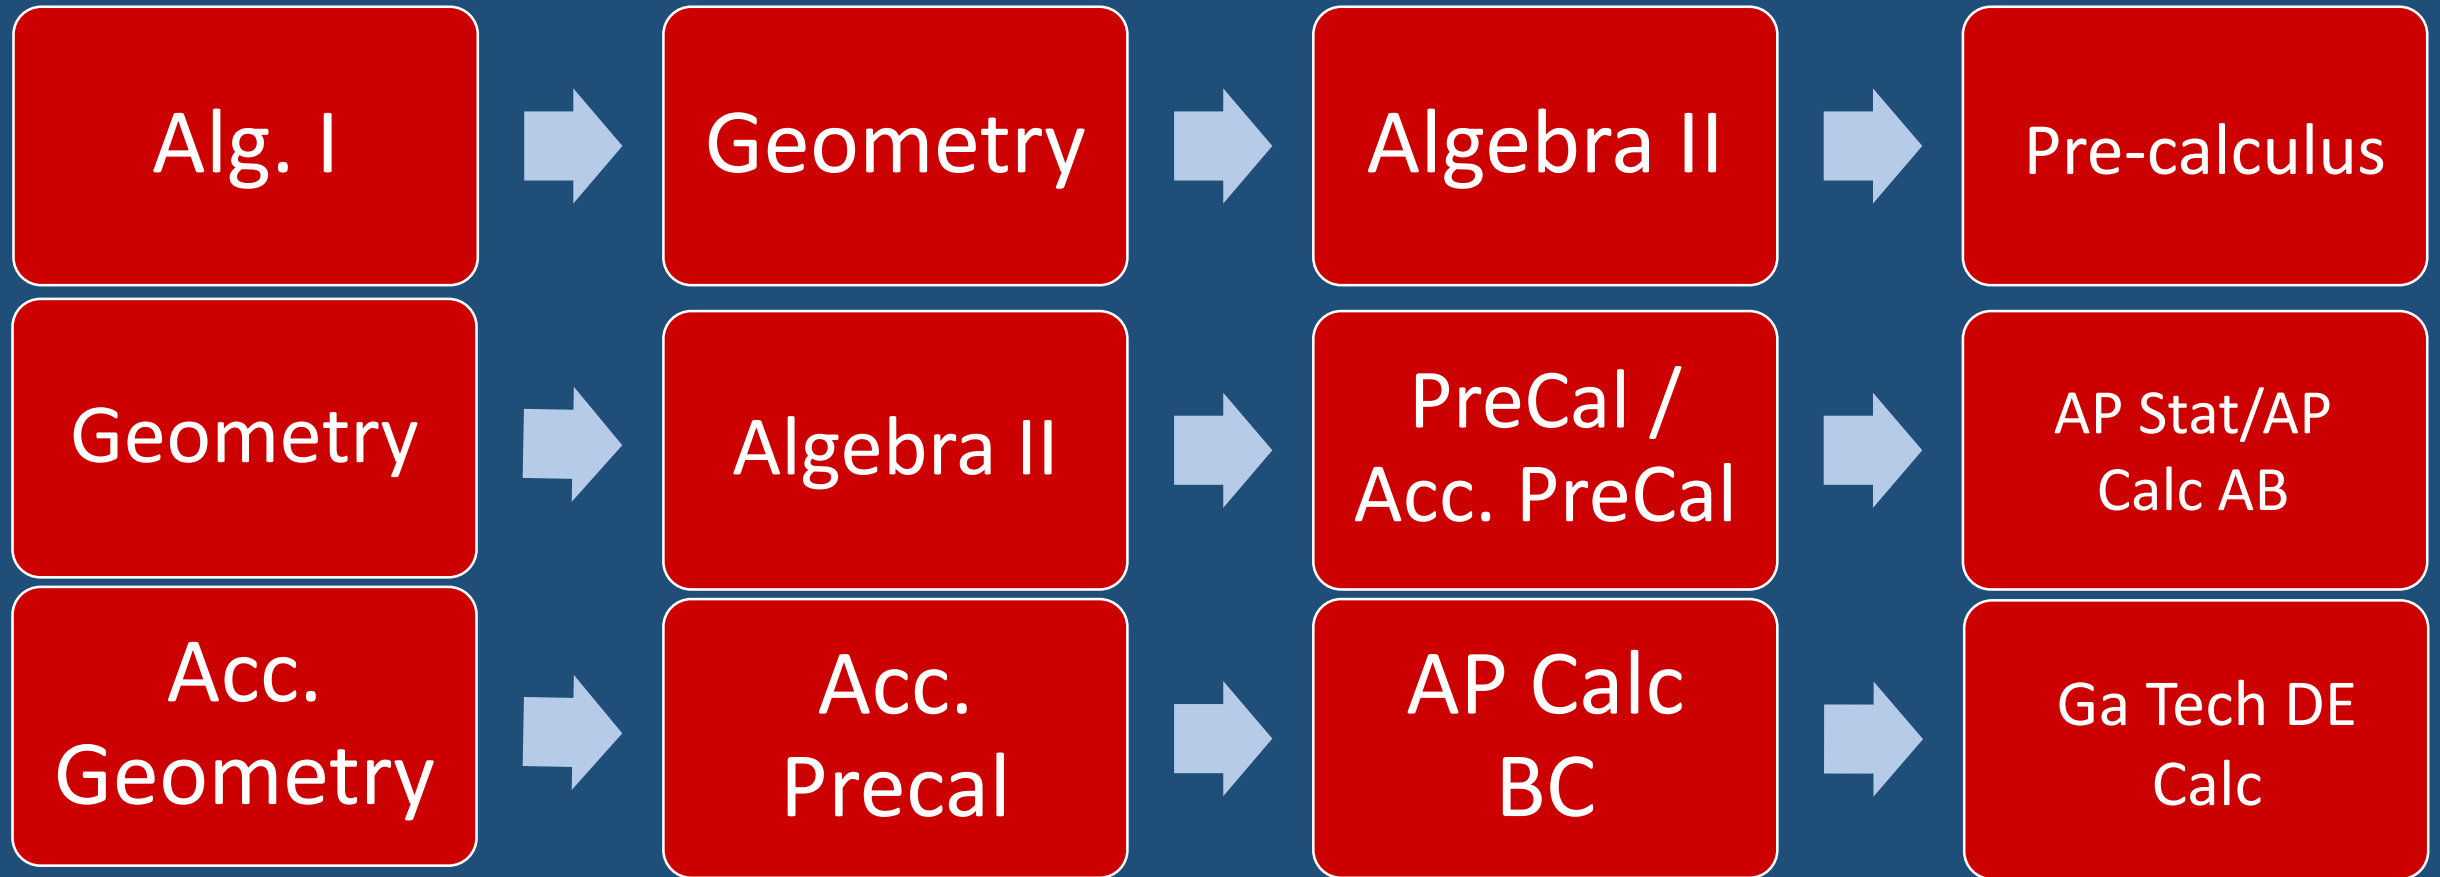 Alg. I
Geometry
Algebra II
Pre-calculus
Geometry
Algebra II
PreCal /
Acc. PreCal
AP Stat/AP
Calc AB
Acc.
Geometry
Acc.
Precal
AP Calc
BC
Ga Tech DE
Calc